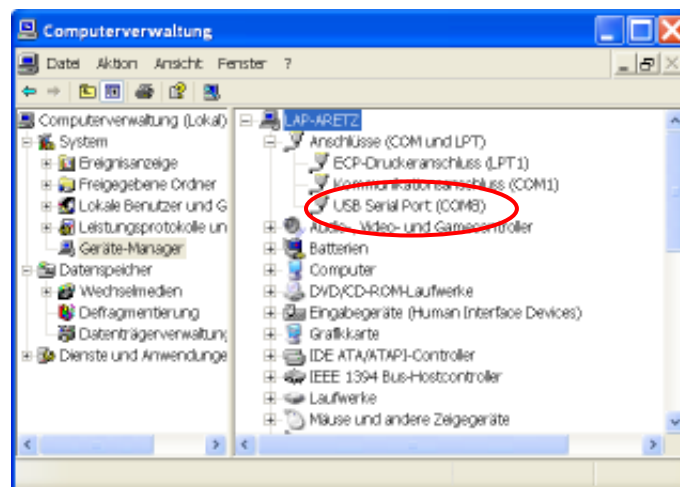 Computerverwaltung
Datei Aktion Ansicht Fenster ?
Computerverwaltung (Lokal)
System
Ereignisanzeige
Freigegebene Ordner
Lokale Benutzer und G
Leistungsprotokolle un
Geräte-Manager
Datenspeicher
Wechselmedien
Defragmentierung
Datenträgerverwaltung
Dienste und Anwendunge
LAP-ARETZ
Anschlüsse (COM und LPT)
ECP-Druckeranschluss (LPT1)
Kommunikationsanschluss (COM1)
USB Serial Port (COM8)
Audio-, Video- und Gamecontroller
Batterien
Computer
DVD/CD-ROM-Laufwerke
Eingabegeräte (Human Interface Devices)
Grafikkarte
IDE ATA/ATAPI-Controller
IEEE 1394 Bus-Hostcontroller
Laufwerke
Mäuse und andere Zeigegeräte